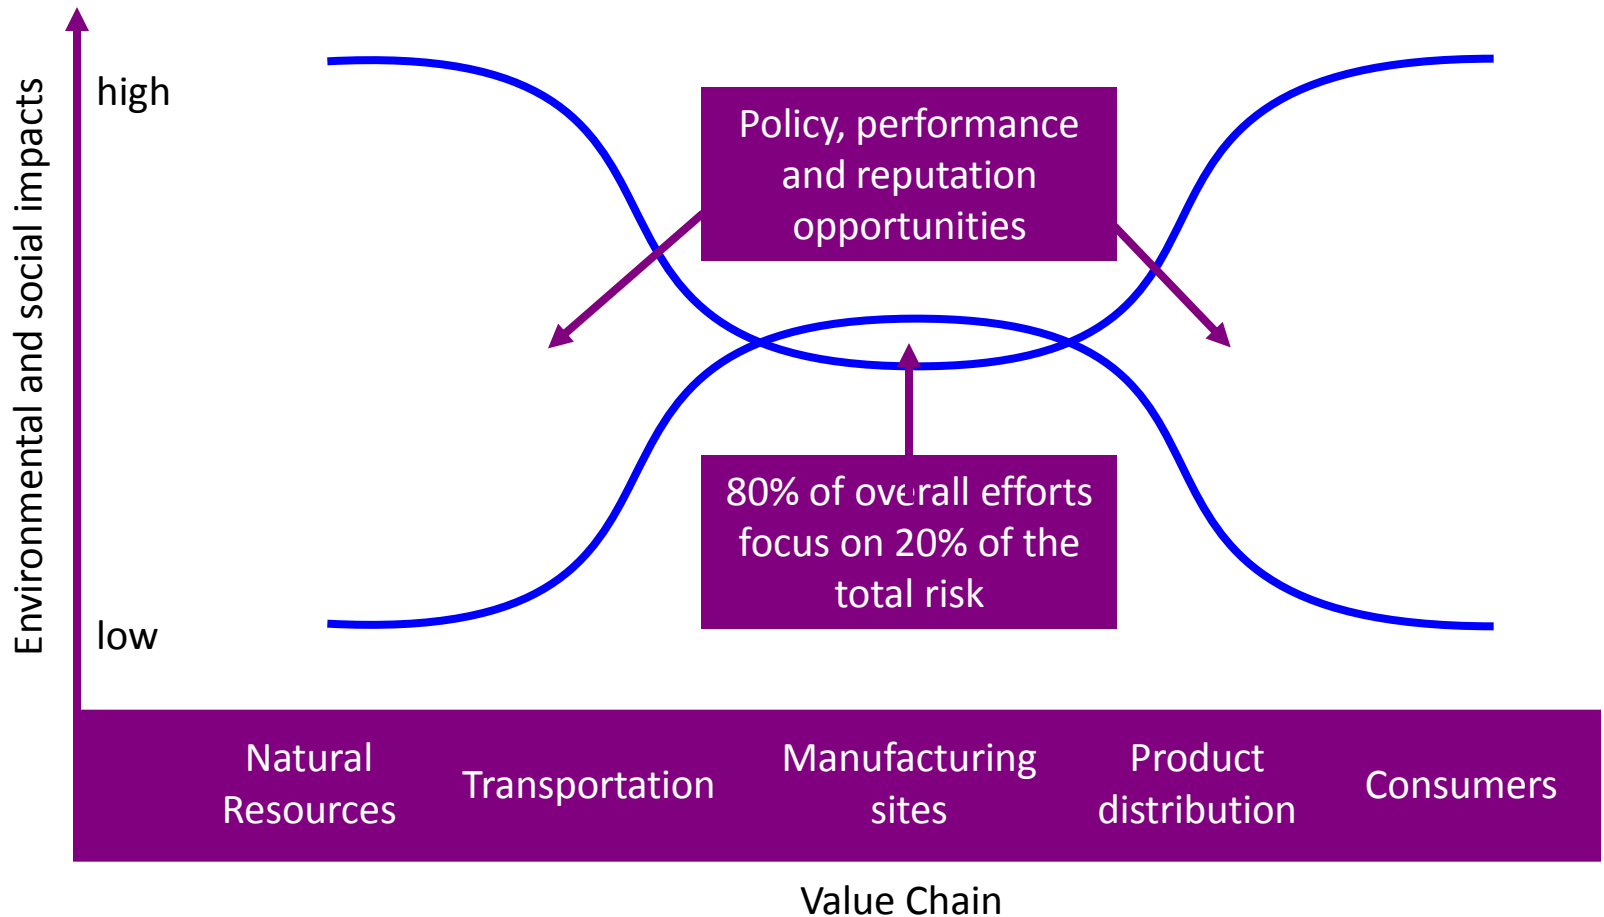 Environmental and social impacts
high
Policy, performance
and reputation
opportunities
80% of overall efforts
focus on 20% of the
total risk
low
Natural
Resources
Transportation
Manufacturing
sites
Product
distribution
Consumers
Value Chain